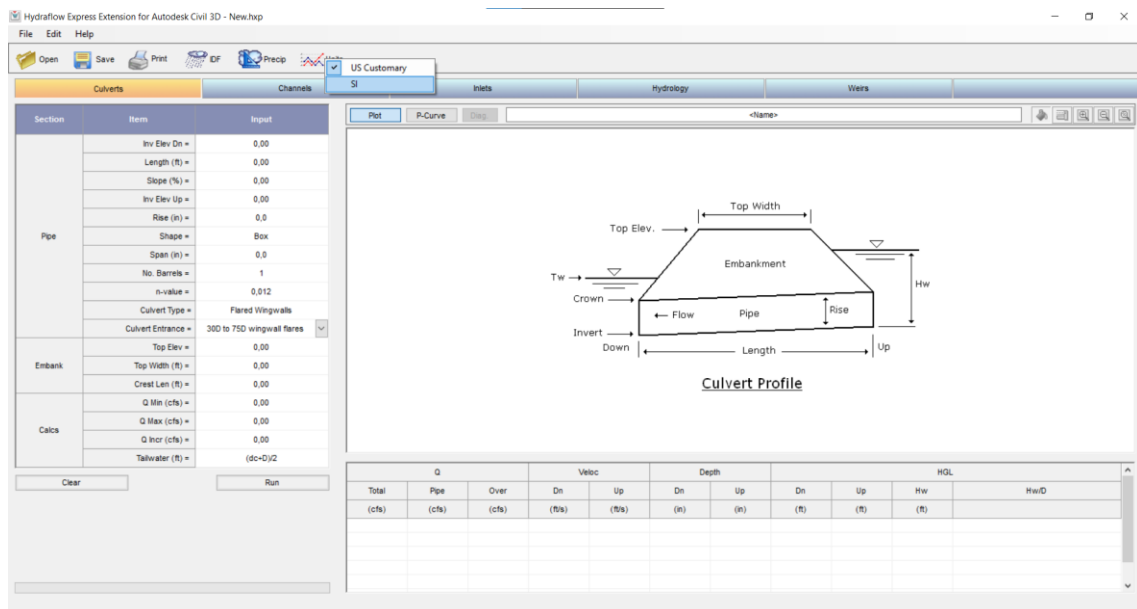 Hydraflow Express Extension for Autodesk Civil 3D - New.hxp
File Edit Help
Open Save Print IDF Precip
US Customary
SI
Culverts Channels Inlets Hydrology Weirs
Section Item Input
Plot P-Curve Diag. <Name>
Pipe
Inv Elev Dn = 0,00
Length (ft) = 0,00
Slope (%) = 0,00
Inv Elev Up = 0,00
Rise (in) = 0,0
Shape = Box
Span (in) = 0,0
No. Barrels = 1
n-value = 0,012
Culvert Type = Flared Wingwalls
Culvert Entrance = 30D to 75D wingwall flares
Embank
Top Elev = 0,00
Top Width (ft) = 0,00
Crest Len (ft) = 0,00
Calcs
Q Min (cfs) = 0,00
Q Max (cfs) = 0,00
Q Incr (cfs) = 0,00
Tailwater (ft) = (dc+D)/2
Clear Run
Top Width
Top Elev.
Embankment
Tw
Hw
Crown
Flow Pipe Rise
Invert
Down Length Up
Culvert Profile
Q Veloc Depth HGL
Total Pipe Over Dn Up Dn Up Dn Up Hw Hw/D
(cfs) (cfs) (cfs) (ft/s) (ft/s) (in) (in) (ft) (ft) (ft)